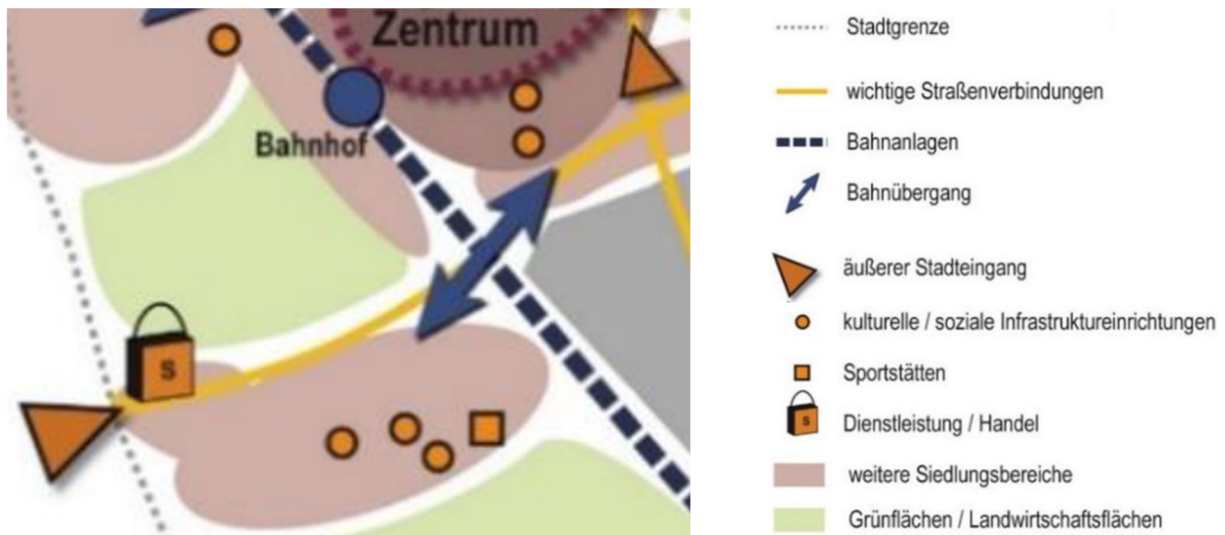 Zentrum
Bahnhof
S
Stadtgrenze
wichtige Straßenverbindungen
Bahnanlagen
Bahnübergang
äußerer Stadteingang
kulturelle / soziale Infrastruktureinrichtungen
Sportstätten
S
Dienstleistung / Handel
weitere Siedlungsbereiche
Grünflächen / Landwirtschaftsflächen